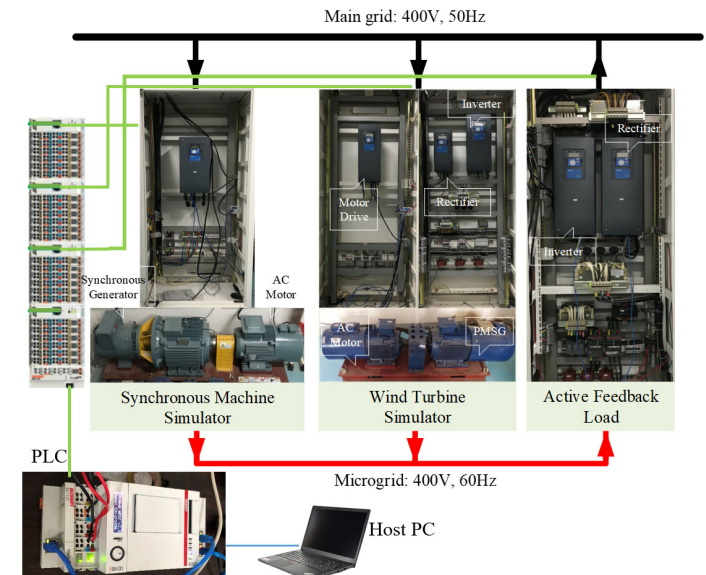 Main grid: 400V, 50Hz
Inverter
Rectifier
Motor
Drive
Rectifier
Inverter
Synchronous
Generator
AC
Motor
AC
Motor
PMSG
Synchronous Machine
Simulator
Wind Turbine
Simulator
Active Feedback
Load
PLC
Microgrid: 400V, 60Hz
Host PC